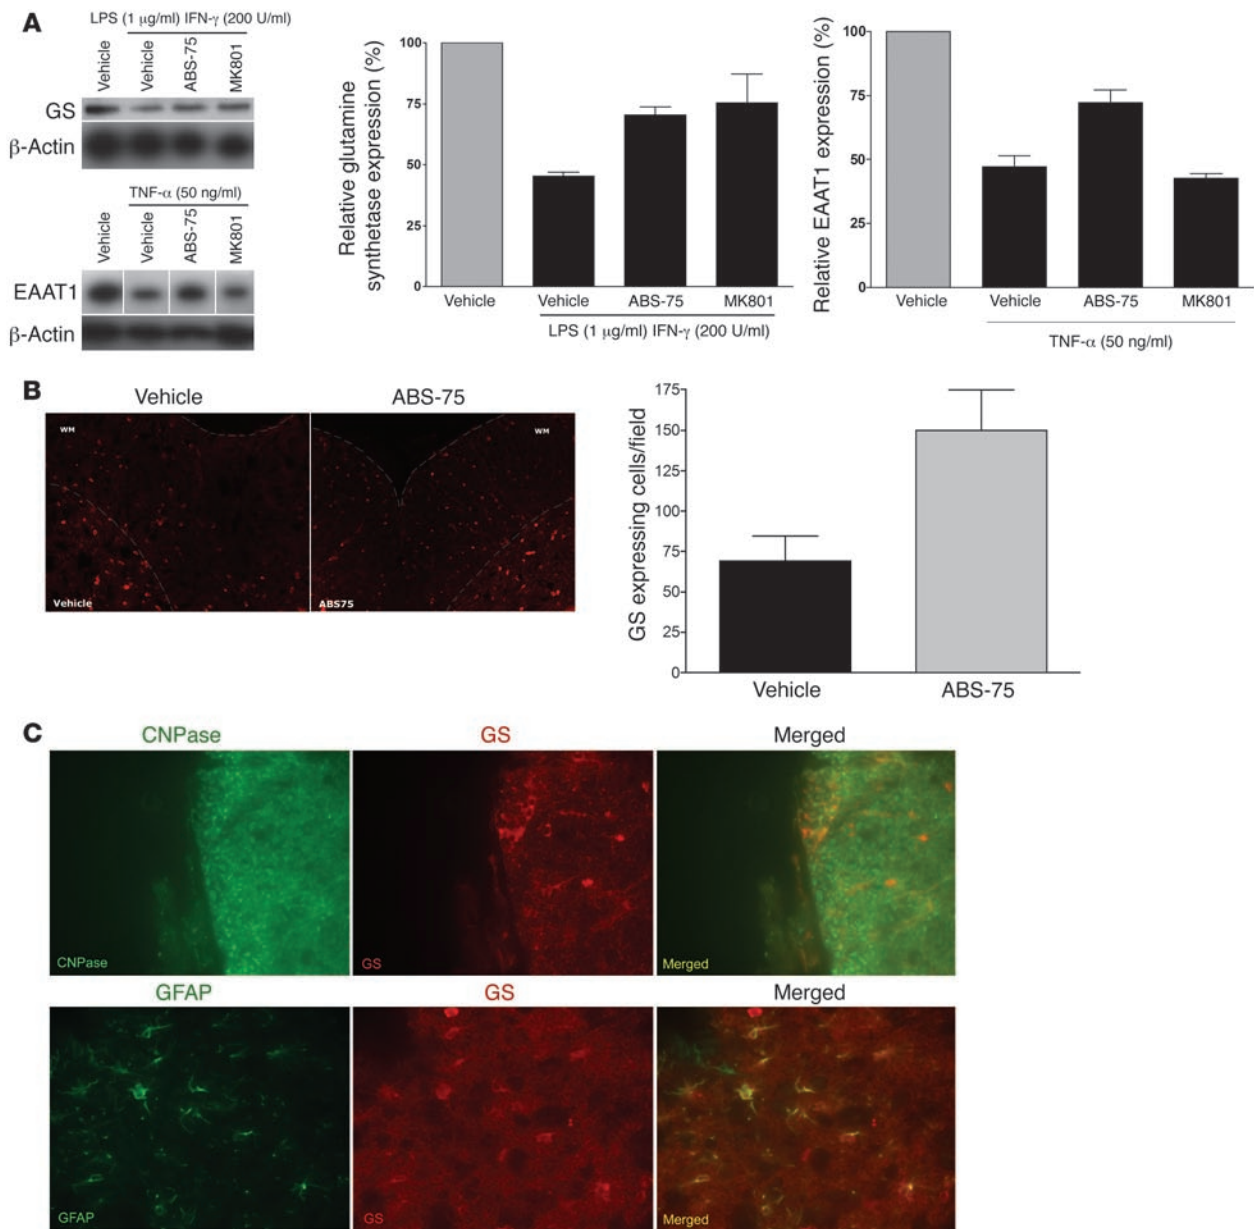 A
LPS (1 μg/ml) IFN-γ (200 U/ml)
Vehicle
Vehicle
ABS-75
MK801
GS
β-Actin
TNF-α (50 ng/ml)
Vehicle
Vehicle
ABS-75
MK801
EAAT1
β-Actin
Relative glutamine
synthetase expression (%)
100
75
50
25
0
Vehicle
Vehicle
ABS-75
MK801
LPS (1 μg/ml) IFN-γ (200 U/ml)
Relative EAAT1 expression (%)
100
75
50
25
0
Vehicle
Vehicle
ABS-75
MK801
TNF-α (50 ng/ml)
B
Vehicle
ABS-75
WM
WM
Vehicle
ABS75
GS expressing cells/field
175
150
125
100
75
50
25
0
Vehicle
ABS-75
C
CNPase
GS
Merged
CNPase
GS
Merged
GFAP
GS
Merged
GFAP
GS
Merged